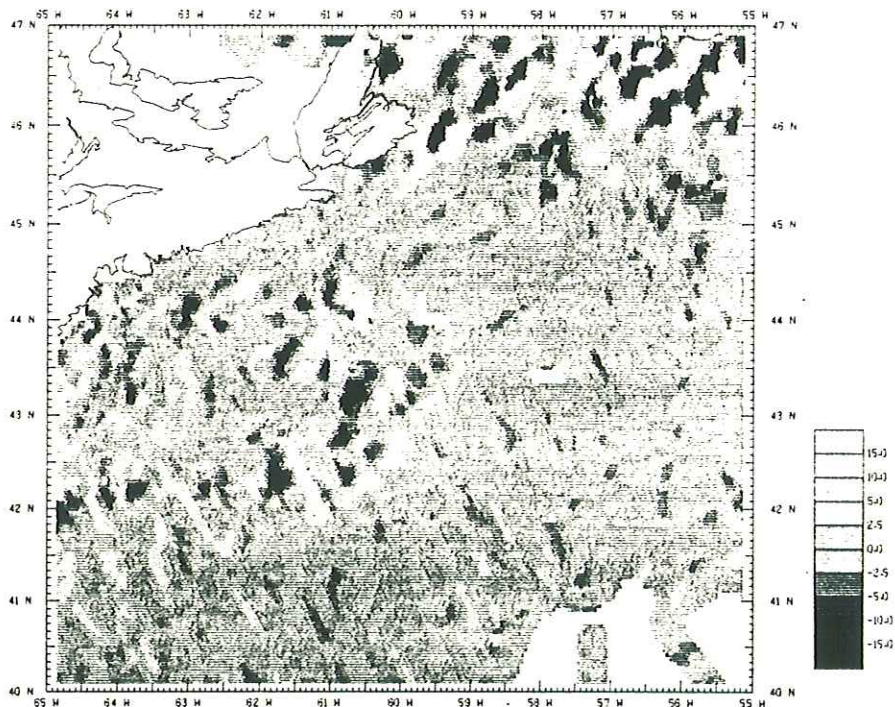 65 W 64 W 63 W 62 W 61 W 60 W 59 W 58 W 57 W 56 W 55 W
47 N 47 N
46 N 46 N
45 N 45 N
44 N 44 N
43 N 43 N
15.0
10.0
5.0
42 N 42 N
2.5
0.0
-2.5
41 N 41 N
-5.0
-10.0
-15.0
40 N 40 N
65 W 64 W 63 W 62 W 61 W 60 W 59 W 58 W 57 W 56 W 55 W